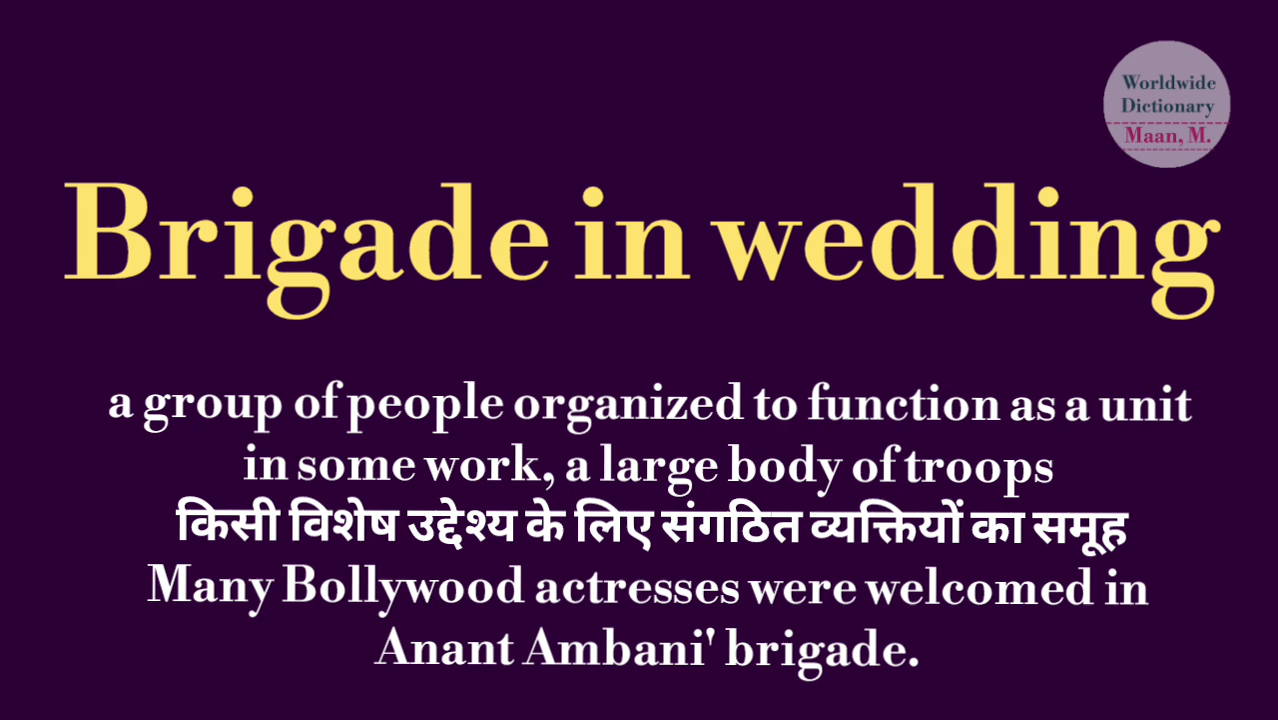 Worldwide
Dictionary
Maan, M.
Brigade in wedding
a group of people organized to function as a unit
in some work, a large body of troops
किसी विशेष उद्देश्य के लिए संगठित व्यक्तियों का समूह
Many Bollywood actresses were welcomed in
Anant Ambani' brigade.